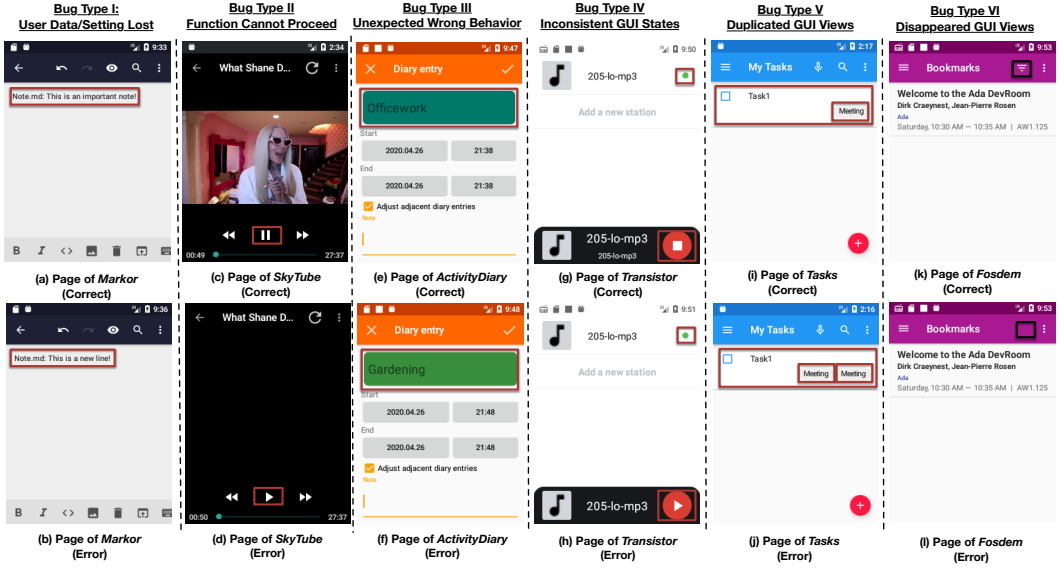 Bug Type I:
User Data/Setting Lost
9:33
Note.md: This is an important note!
B I <>
(a) Page of Markor
(Correct)
9:36
Note.md: This is a new line!
B I <>
(b) Page of Markor
(Error)
Bug Type II
Function Cannot Proceed
2:34
What Shane D...
00:49 27:37
(c) Page of SkyTube
(Correct)
What Shane D...
00:50 27:37
(d) Page of SkyTube
(Error)
Bug Type III
Unexpected Wrong Behavior
9:47
Diary entry
Officework
Start
2020.04.26 21:38
End
2020.04.26 21:38
Adjust adjacent diary entries
Note
(e) Page of ActivityDiary
(Correct)
9:48
Diary entry
Gardening
Start
2020.04.26 21:48
End
2020.04.26 21:48
Adjust adjacent diary entries
Note
(f) Page of ActivityDiary
(Error)
Bug Type IV
Inconsistent GUI States
9:50
205-lo-mp3
Add a new station
205-lo-mp3
205-lo-mp3
(g) Page of Transistor
(Correct)
9:51
205-lo-mp3
Add a new station
205-lo-mp3
(h) Page of Transistor
(Error)
Bug Type V
Duplicated GUI Views
2:17
My Tasks
Task1
Meeting
(i) Page of Tasks
(Correct)
2:16
My Tasks
Task1
Meeting Meeting
(j) Page of Tasks
(Error)
Bug Type VI
Disappeared GUI Views
9:53
Bookmarks
Welcome to the Ada DevRoom
Dirk Craeynest, Jean-Pierre Rosen
Ada
Saturday, 10:30 AM — 10:35 AM | AW1.125
(k) Page of Fosdem
(Correct)
9:53
Bookmarks
Welcome to the Ada DevRoom
Dirk Craeynest, Jean-Pierre Rosen
Ada
Saturday, 10:30 AM — 10:35 AM | AW1.125
(l) Page of Fosdem
(Error)